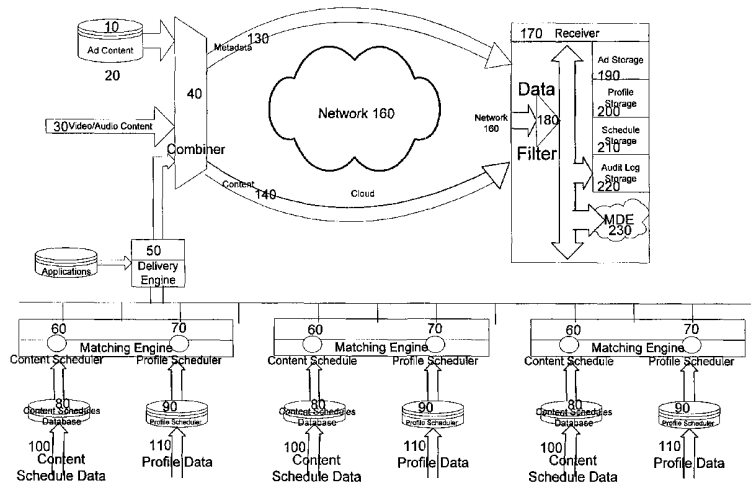 10
Ad Content
20
30 Video/Audio Content
40
Combiner
Metadata
130
Network 160
Content
140
Cloud
Network
160
170 Receiver
Data
180
Filter
Ad Storage
190
Profile
Storage
200
Schedule
Storage
210
Audit Log
Storage
220
MDE
230
Applications
50
Delivery
Engine
60
70
Matching Engine
Content Scheduler
Profile Scheduler
80
Content Schedules
Database
90
Profile Scheduler
100
Content
Schedule Data
110
Profile Data
60
70
Matching Engine
Content Schedule
Profile Scheduler
80
Content Schedules
Database
90
Profile Scheduler
100
Content
Schedule Data
110
Profile Data
60
70
Matching Engine
Content Schedule
Profile Scheduler
80
Content Schedules
Database
90
Profile Scheduler
100
Content
Schedule Data
110
Profile Data